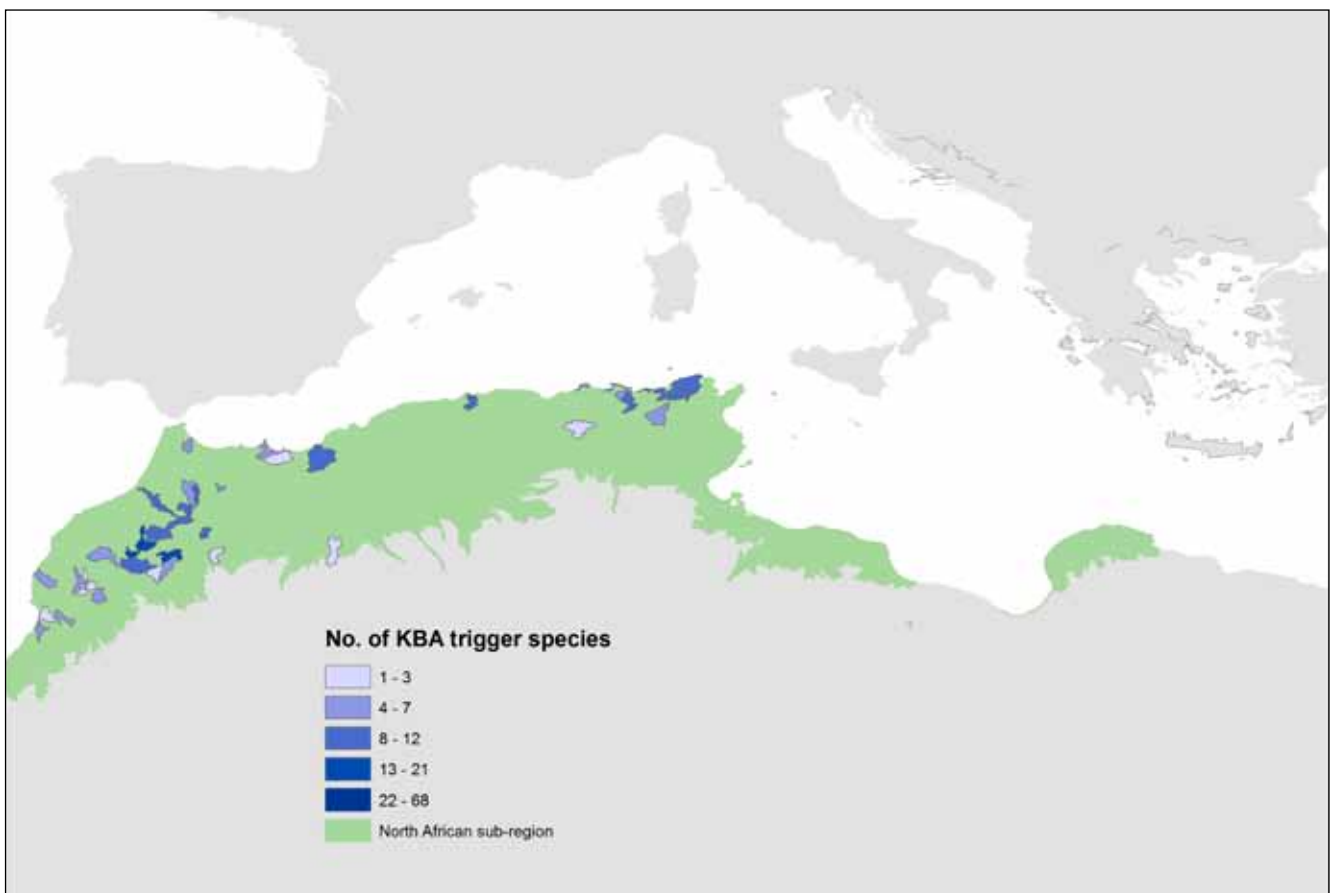 No. of KBA trigger species
1 - 3
4 - 7
8 - 12
13 - 21
22 - 68
North African sub-region